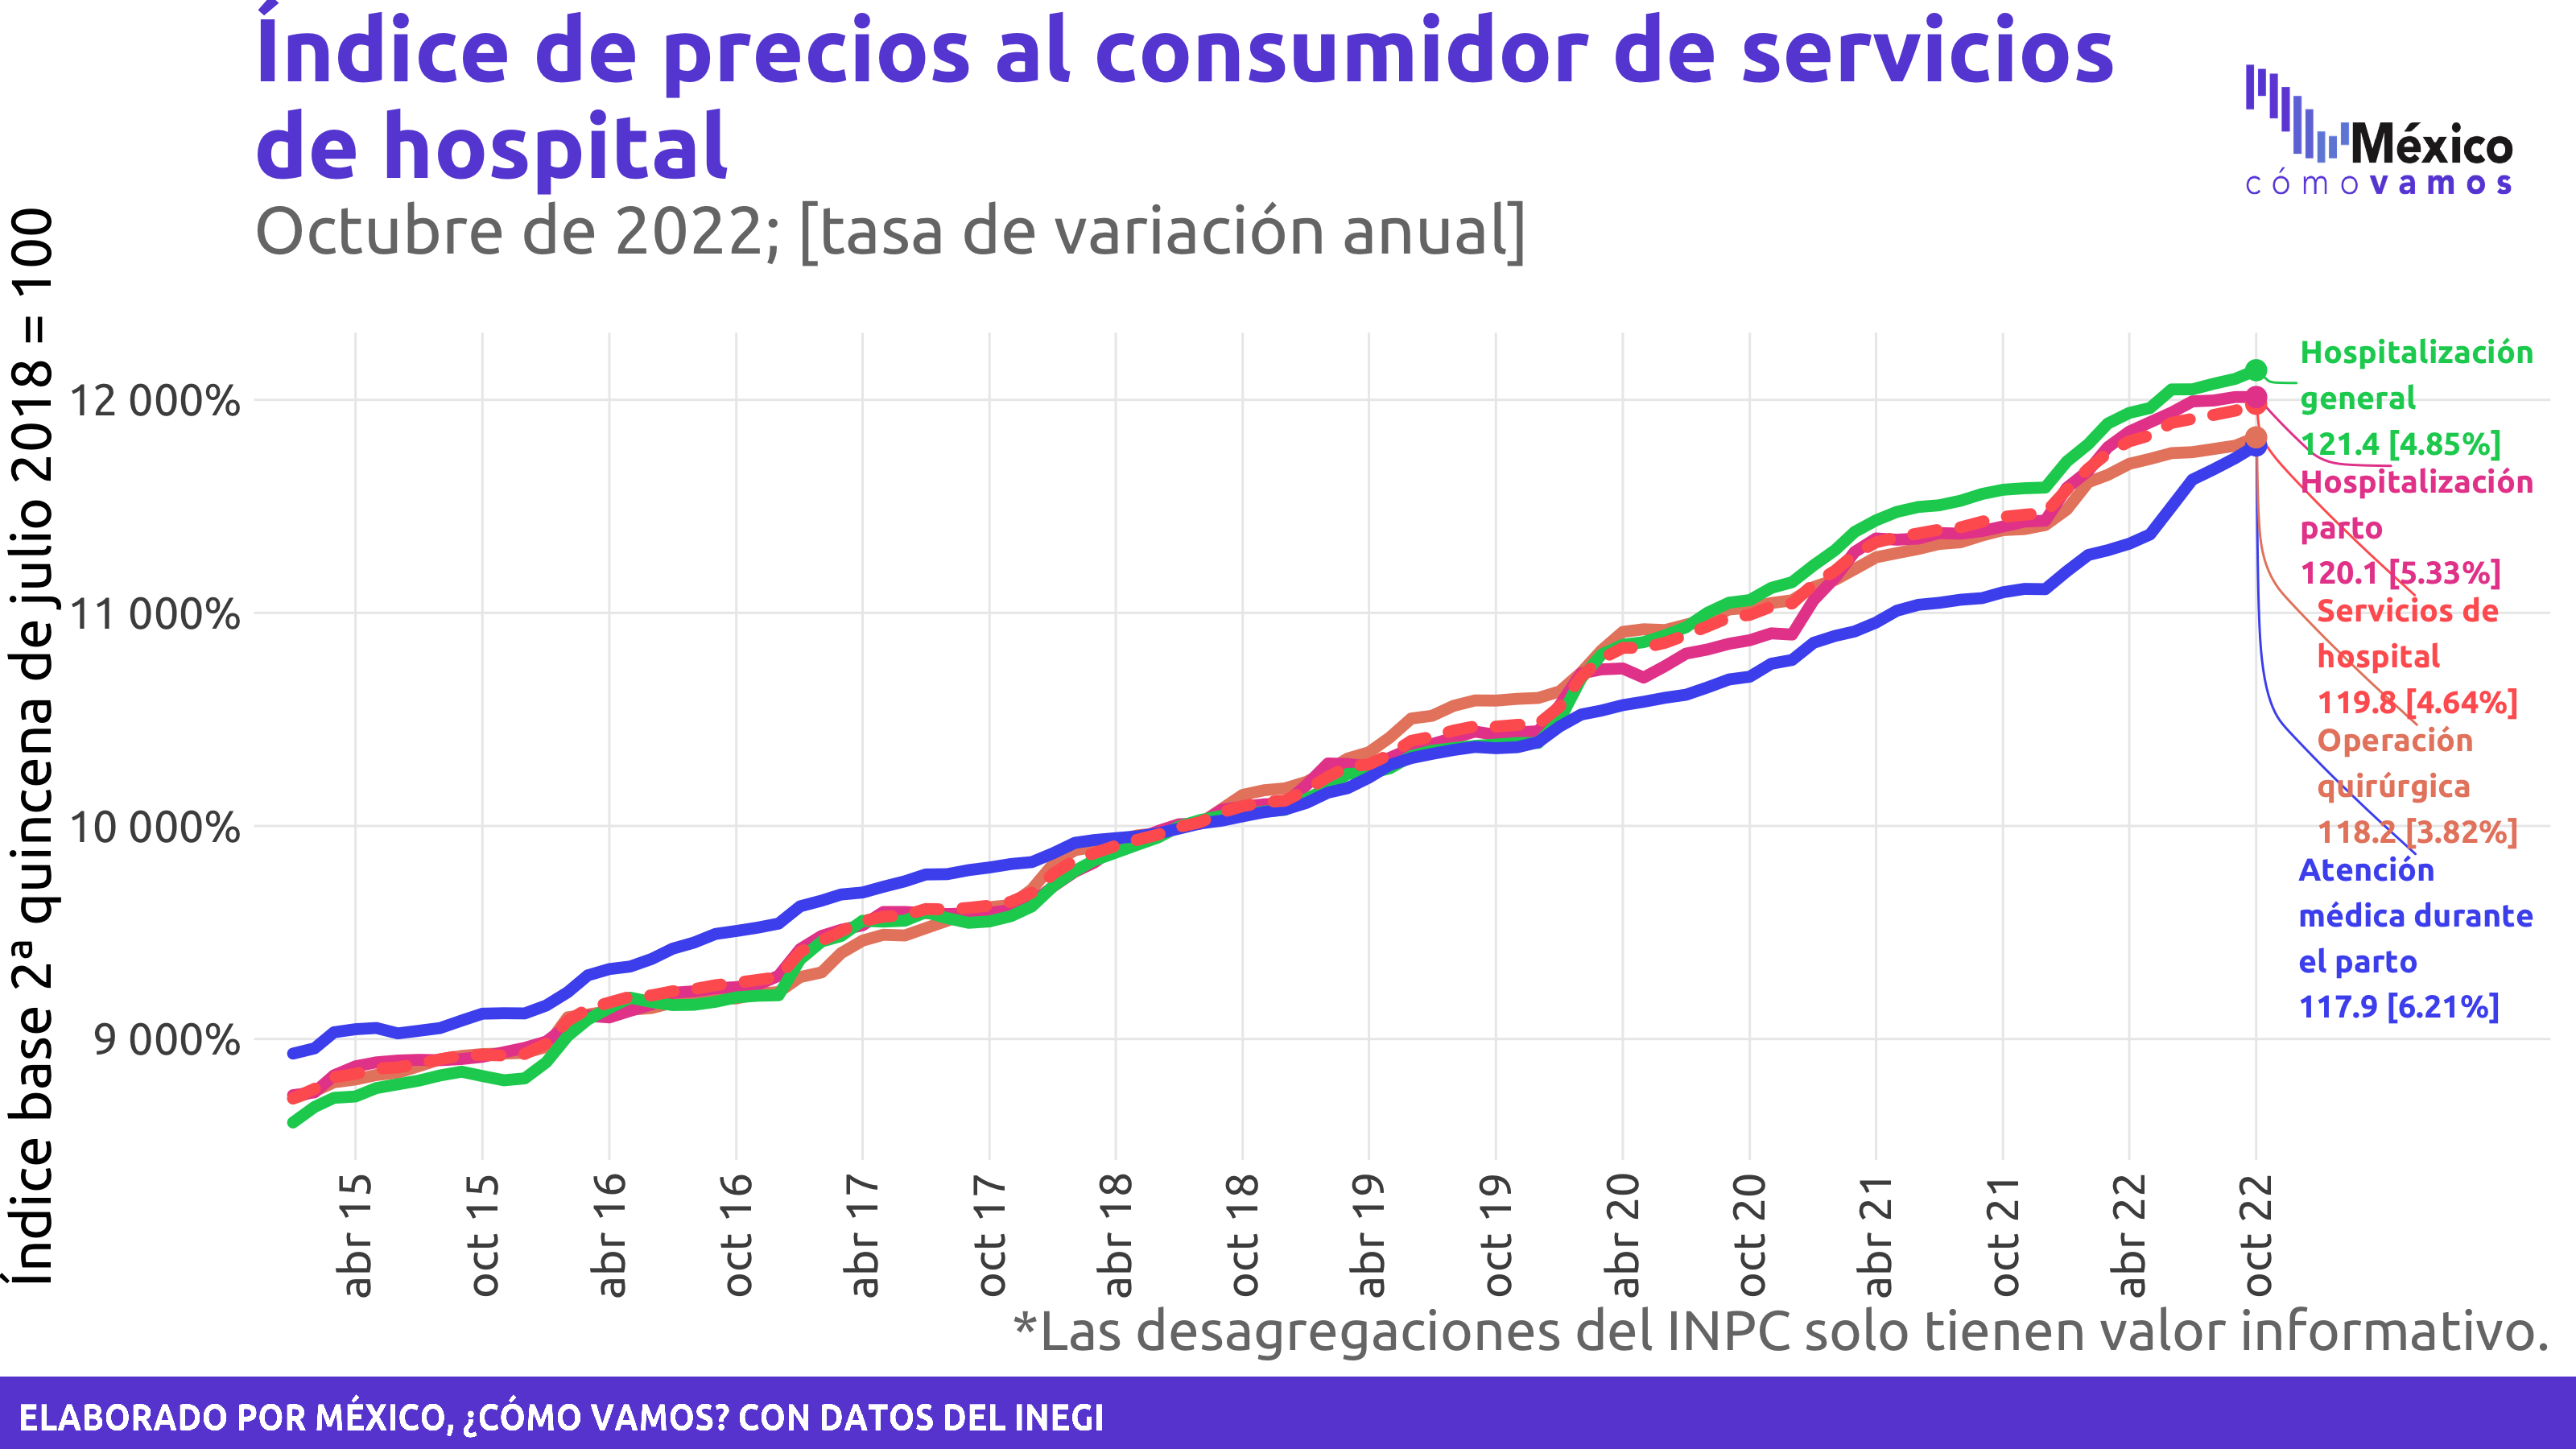 Índice de precios al consumidor de servicios
de hospital
Octubre de 2022; [tasa de variación anual]
México
cómo vamos
Índice base 2ª quincena de julio 2018 = 100
12 000%
11 000%
10 000%
9 000%
Hospitalización
general
121.4 [4.85%]
Hospitalización
parto
120.1 [5.33%]
Servicios de
hospital
119.8 [4.64%]
Operación
quirúrgica
118.2 [3.82%]
Atención
médica durante
el parto
117.9 [6.21%]
abr 15
oct 15
abr 16
oct 16
abr 17
oct 17
abr 18
oct 18
abr 19
oct 19
abr 20
oct 20
abr 21
oct 21
abr 22
oct 22
*Las desagregaciones del INPC solo tienen valor informativo.
ELABORADO POR MÉXICO, ¿CÓMO VAMOS? CON DATOS DEL INEGI